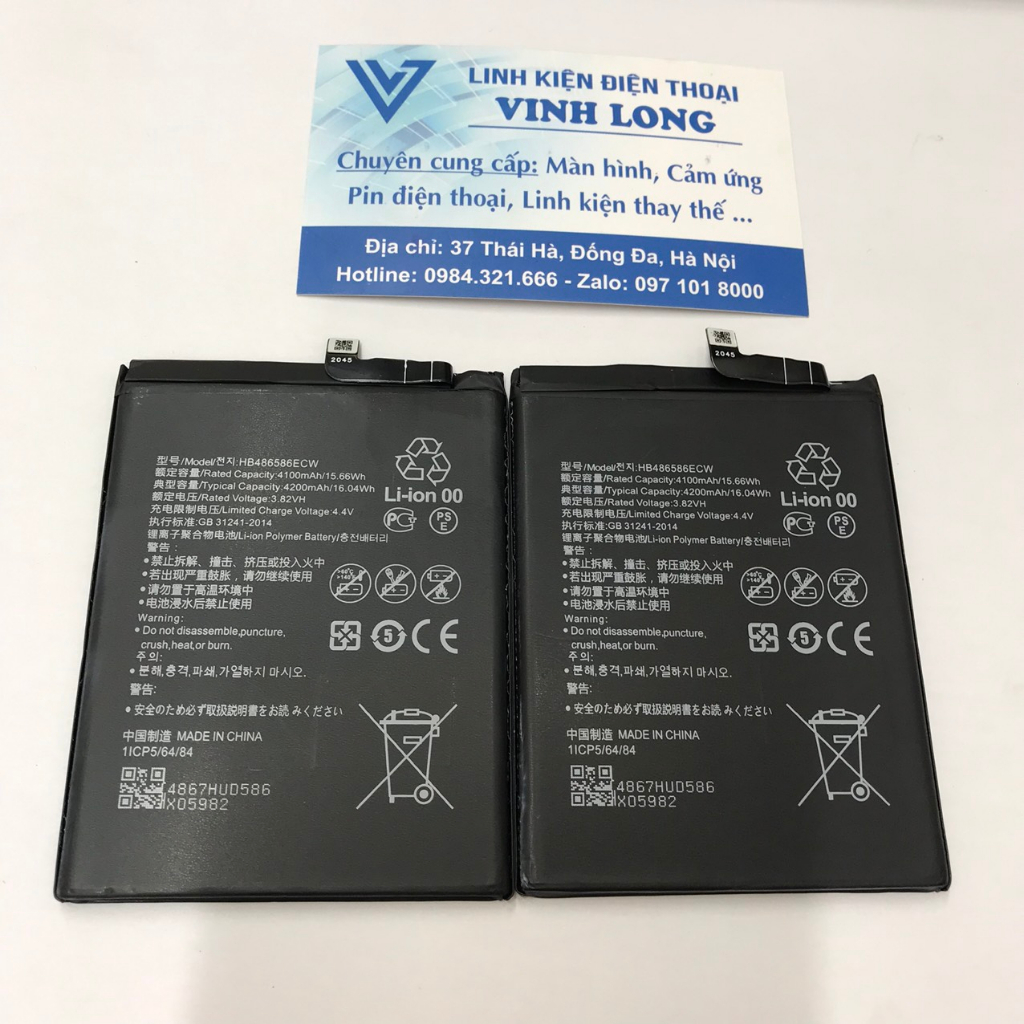 LINH KIỆN ĐIỆN THOẠI
VINH LONG
Chuyên cung cấp: Màn hình, Cảm ứng
Pin điện thoại, Linh kiện thay thế ...
Địa chỉ: 37 Thái Hà, Đống Đa, Hà Nội
Hotline: 0984.321.666 - Zalo: 097 101 8000
2045
型号/Model/전지:HB486586ECW
额定容量/Rated Capacity:4100mAh/15.66Wh
典型容量/Typical Capacity:4200mAh/16.04Wh
额定电压/Rated Voltage:3.82VH
充电限制电压/Limited Charge Voltage: 4.4V
执行标准:GB 31241-2014
锂离子聚合物电池/Li-ion Polymer Battery/충전배터리
Li-ion 00
PS
E
警告：
•禁止拆解、撞击、挤压或投入火中
•若出现严重鼓胀，请勿继续使用
•请勿置于高温环境中
•电池浸水后禁止使用
>60°C
>140°F
Warning:
• Do not disassemble,puncture,
crush,heat,or burn.
5
CE
주의:
• 분해,충격,파쇄,가열하지 마시오.
警告:
• 安全のため必ず取扱説明書をお読 みください
中国制造 MADE IN CHINA
1ICP5/64/84
4867HUD586
X05982
2045
型号/Model/전지:HB486586ECW
额定容量/Rated Capacity:4100mAh/15.66Wh
典型容量/Typical Capacity:4200mAh/16.04Wh
额定电压/Rated Voltage:3.82VH
充电限制电压/Limited Charge Voltage: 4.4V
执行标准:GB 31241-2014
锂离子聚合物电池/Li-ion Polymer Battery/충전배터리
Li-ion 00
PS
E
警告：
•禁止拆解、撞击、挤压或投入火中
•若出现严重鼓胀，请勿继续使用
•请勿置于高温环境中
•电池浸水后禁止使用
>60°C
>140°F
Warning:
• Do not disassemble,puncture,
crush,heat,or burn.
5
CE
주의:
• 분해,충격,파쇄,가열하지 마시오.
警告:
• 安全のため必ず取扱説明書をお読 みください
中国制造 MADE IN CHINA
1ICP5/64/84
4867HUD586
X05982